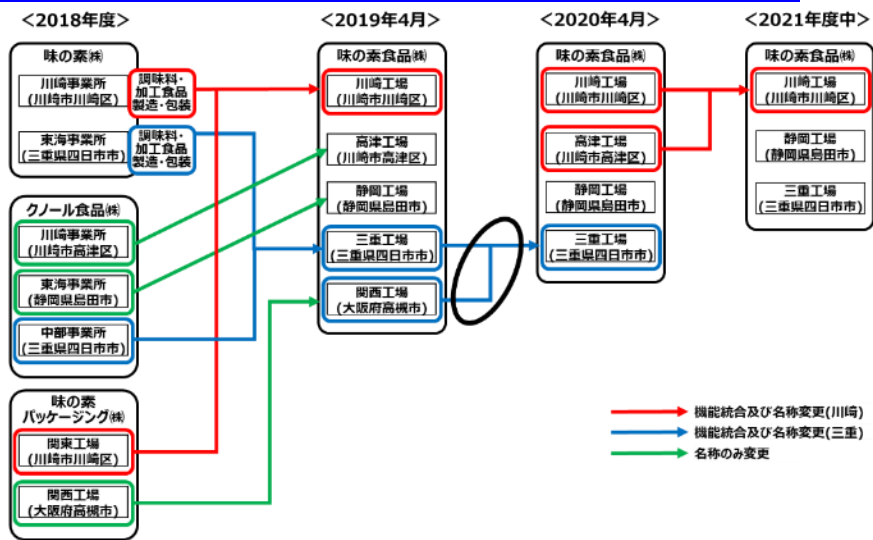 <2018年度>
味の素㈱
川崎事業所
(川崎市川崎区)
調味料・
加工食品
製造・包装
東海事業所
(三重県四日市市)
調味料・
加工食品
製造・包装
クノール食品㈱
川崎事業所
(川崎市高津区)
東海事業所
(静岡県島田市)
中部事業所
(三重県四日市市)
味の素
パッケージング㈱
関東工場
(川崎市川崎区)
関西工場
(大阪府高槻市)
<2019年4月>
味の素食品㈱
川崎工場
(川崎市川崎区)
高津工場
(川崎市高津区)
静岡工場
(静岡県島田市)
三重工場
(三重県四日市市)
関西工場
(大阪府高槻市)
<2020年4月>
味の素食品㈱
川崎工場
(川崎市川崎区)
高津工場
(川崎市高津区)
静岡工場
(静岡県島田市)
三重工場
(三重県四日市市)
<2021年度中>
味の素食品㈱
川崎工場
(川崎市川崎区)
静岡工場
(静岡県島田市)
三重工場
(三重県四日市市)
機能統合及び名称変更(川崎)
機能統合及び名称変更(三重)
名称のみ変更